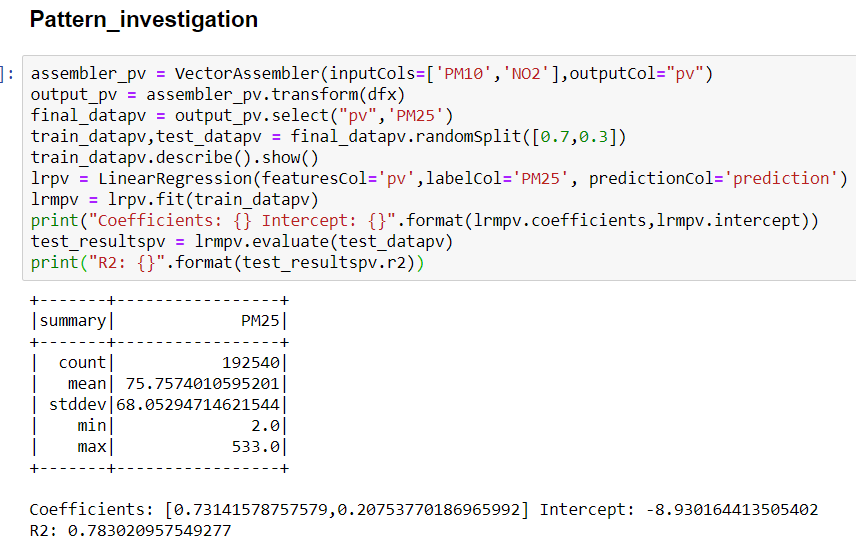 Pattern_investigation
]: assembler_pv = VectorAssembler(inputCols=['PM10','NO2'],outputCol="pv")
output_pv = assembler_pv.transform(dfx)
final_datapv = output_pv.select("pv",'PM25')
train_datapv,test_datapv = final_datapv.randomSplit([0.7,0.3])
train_datapv.describe().show()
lrpv = LinearRegression(featuresCol='pv',labelCol='PM25', predictionCol='prediction')
lrmpv = lrpv.fit(train_datapv)
print("Coefficients: {} Intercept: {}".format(lrmpv.coefficients,lrmpv.intercept))
test_resultspv = lrmpv.evaluate(test_datapv)
print("R2: {}".format(test_resultspv.r2))
+-------+-----------------+
|summary|             PM25|
+-------+-----------------+
|  count|           192540|
|   mean| 75.7574010595201|
| stddev|68.05294714621544|
|    min|              2.0|
|    max|            533.0|
+-------+-----------------+
Coefficients: [0.73141578757579,0.20753770186965992] Intercept: -8.930164413505402
R2: 0.783020957549277